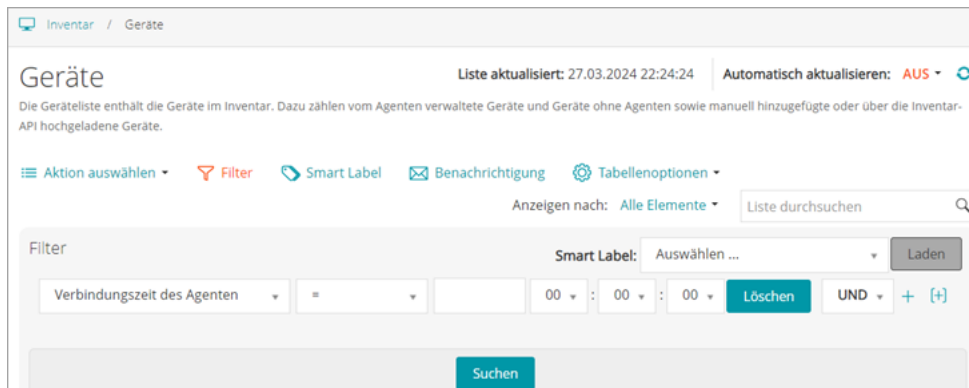 Inventar / Geräte
Geräte
Liste aktualisiert: 27.03.2024 22:24:24
Automatisch aktualisieren: AUS
Die Geräteliste enthält die Geräte im Inventar. Dazu zählen vom Agenten verwaltete Geräte und Geräte ohne Agenten sowie manuell hinzugefügte oder über die Inventar-
API hochgeladene Geräte.
Aktion auswählen Filter Smart Label Benachrichtigung Tabellenoptionen
Anzeigen nach: Alle Elemente Liste durchsuchen
Filter
Smart Label: Auswählen ... Laden
Verbindungszeit des Agenten = 00 : 00 : 00 Löschen UND + [+]
Suchen